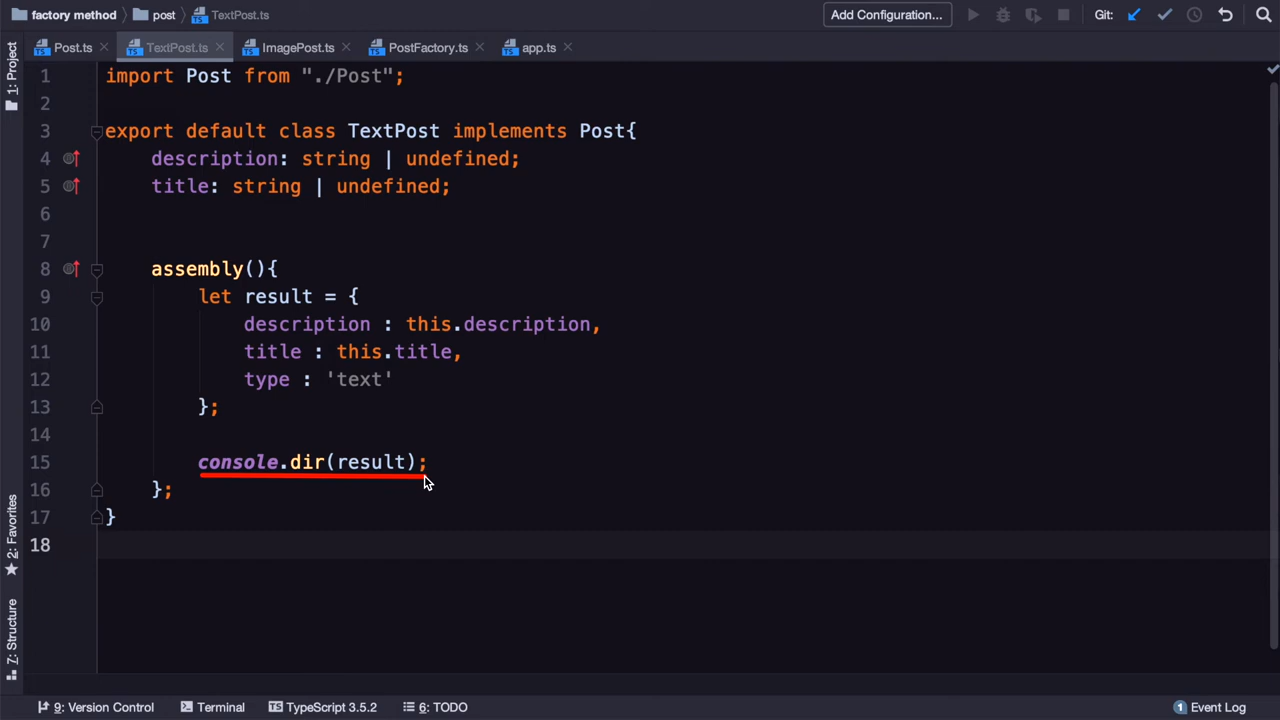 factory method post TextPost.ts Add Configuration... Git:
Post.ts TextPost.ts ImagePost.ts PostFactory.ts app.ts
1: Project
1 import Post from "./Post";
2
3 export default class TextPost implements Post{
4 description: string | undefined;
5 title: string | undefined;
6
7
8 assembly(){
9 let result = {
10 description : this.description,
11 title : this.title,
12 type : 'text'
13 };
14
15 console.dir(result);
16 };
17 }
18
2: Favorites
7: Structure
9: Version Control Terminal TypeScript 3.5.2 6: TODO 1 Event Log